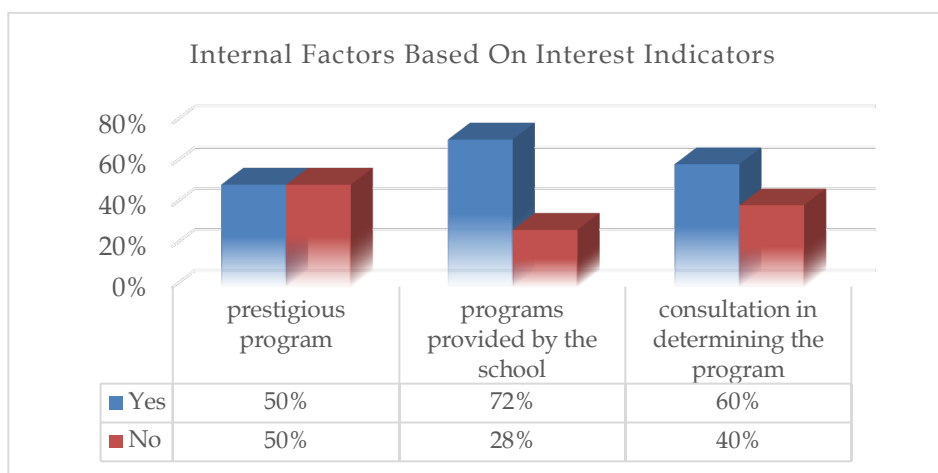 Internal Factors Based On Interest Indicators
80%
60%
40%
20%
0%
prestigious program
programs provided by the school
consultation in determining the program
Yes 50% 72% 60%
No 50% 28% 40%